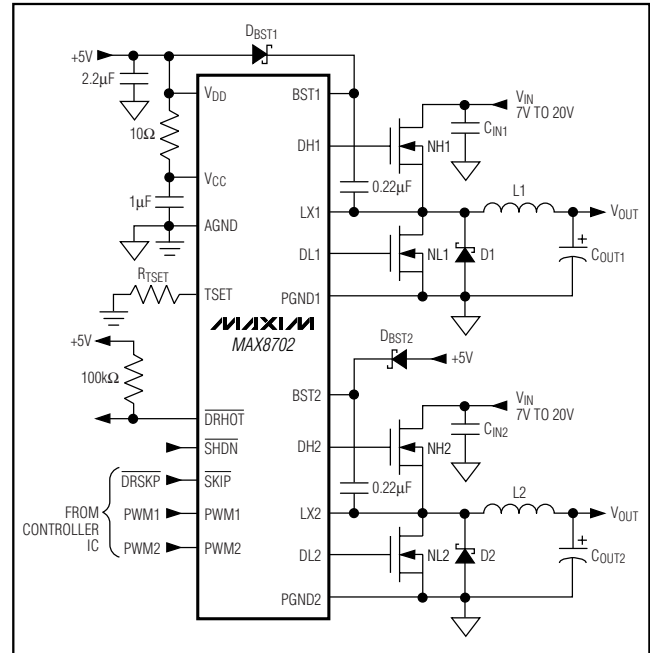 DBST1
+5V
2.2µF
VDD
10Ω
VCC
1µF
AGND
RTSET
TSET
+5V
100kΩ
DRHOT
SHDN
DRSKP
SKIP
FROM
CONTROLLER
IC
PWM1
PWM1
PWM2
PWM2
MAXIM
MAX8702
BST1
DH1
LX1
DL1
PGND1
BST2
DH2
LX2
DL2
PGND2
VIN
7V TO 20V
CIN1
NH1
0.22µF
L1
VOUT
NL1
D1
+
COUT1
DBST2
+5V
VIN
7V TO 20V
CIN2
NH2
0.22µF
L2
VOUT
NL2
D2
+
COUT2